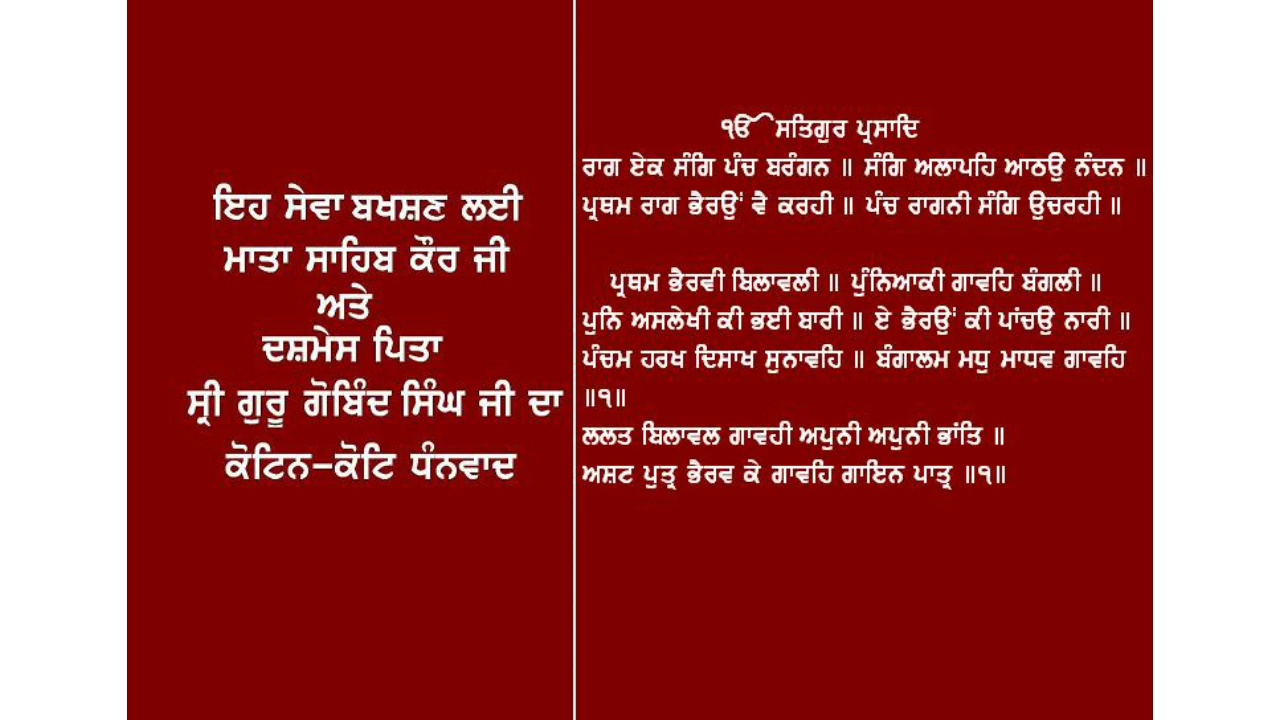 ਇਹ ਸੇਵਾ ਬਖਸ਼ਣ ਲਈ
ਮਾਤਾ ਸਾਹਿਬ ਕੌਰ ਜੀ
ਅਤੇ
ਦਸ਼ਮੇਸ ਪਿਤਾ
ਸ੍ਰੀ ਗੁਰੂ ਗੋਬਿੰਦ ਸਿੰਘ ਜੀ ਦਾ
ਕੋਟਿਨ-ਕੋਟਿ ਧੰਨਵਾਦ
ੴ ਸਤਿਗੁਰ ਪ੍ਰਸਾਦਿ
ਰਾਗ ਏਕ ਸੰਗਿ ਪੰਚ ਬਰੰਗਨ ॥ ਸੰਗਿ ਅਲਾਪਹਿ ਆਠਉ ਨੰਦਨ ॥
ਪ੍ਰਥਮ ਰਾਗ ਭੈਰਉਂ ਵੈ ਕਰਹੀ ॥ ਪੰਚ ਰਾਗਨੀ ਸੰਗਿ ਉਚਰਹੀ ॥
ਪ੍ਰਥਮ ਭੈਰਵੀ ਬਿਲਾਵਲੀ ॥ ਪੁੰਨਿਆਕੀ ਗਾਵਹਿ ਬੰਗਲੀ ॥
ਪੁਨਿ ਅਸਲੇਖੀ ਕੀ ਭਈ ਬਾਰੀ ॥ ਏ ਭੈਰਉਂ ਕੀ ਪਾਂਚਉ ਨਾਰੀ ॥
ਪੰਚਮ ਹਰਖ ਦਿਸਾਖ ਸੁਨਾਵਹਿ ॥ ਬੰਗਾਲਮ ਮਧੁ ਮਾਧਵ ਗਾਵਹਿ
॥੧॥
ਲਲਤ ਬਿਲਾਵਲ ਗਾਵਹੀ ਅਪੁਨੀ ਅਪੁਨੀ ਭਾਂਤਿ ॥
ਅਸ਼ਟ ਪੁਤ੍ਰ ਭੈਰਵ ਕੇ ਗਾਵਹਿ ਗਾਇਨ ਪਾਤ੍ਰ ॥੧॥